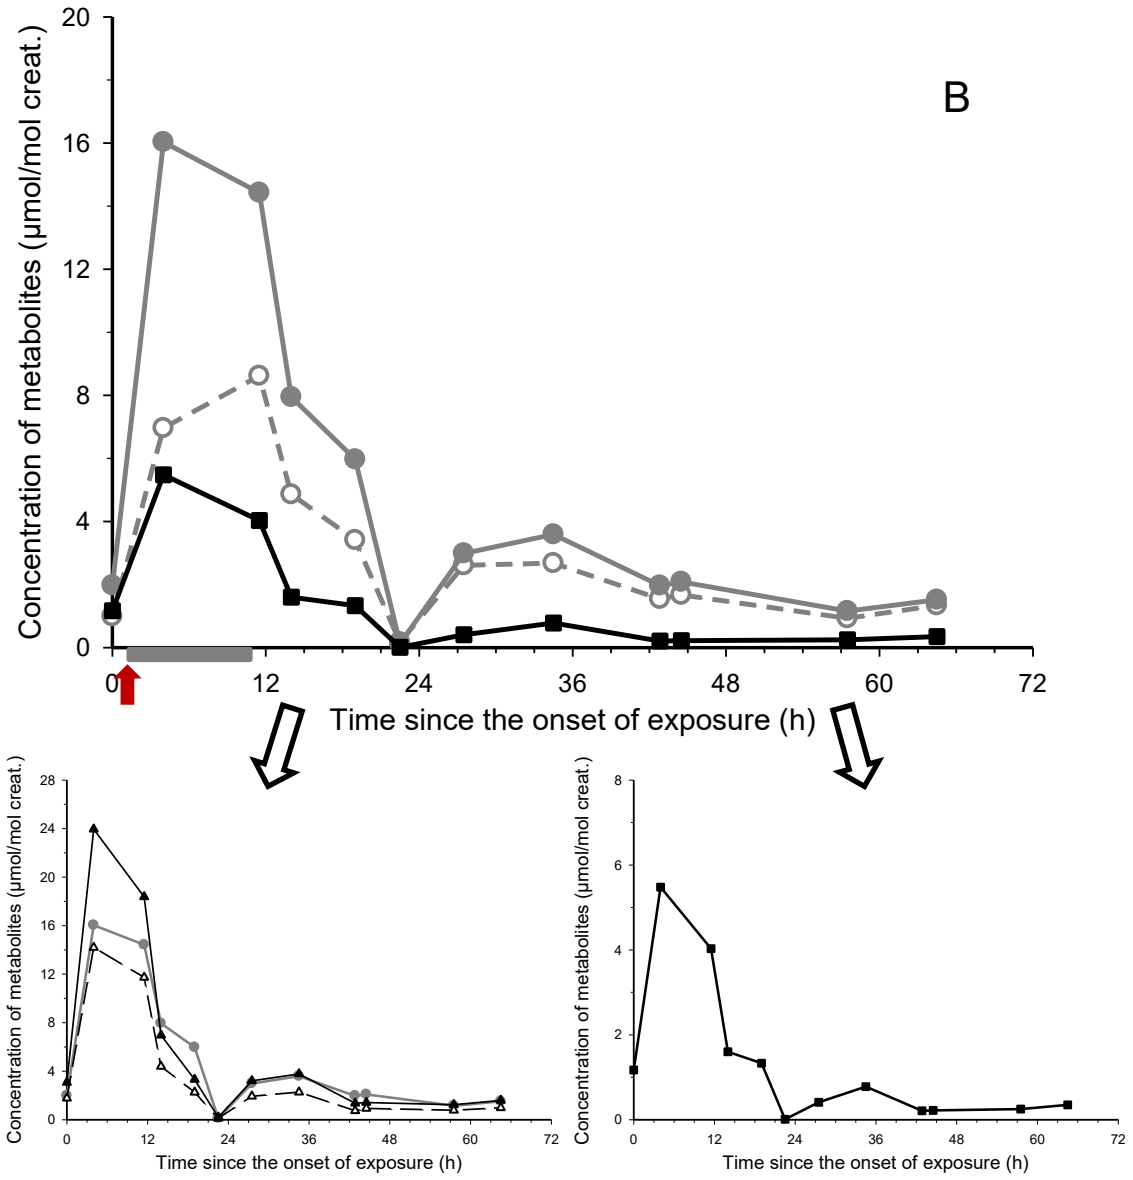 Concentration of metabolites (µmol/mol creat.)
20
16
12
8
4
0
B
0 12 24 36 48 60 72
Time since the onset of exposure (h)
Concentration of metabolites (µmol/mol creat.)
28
24
20
16
12
8
4
0
0 12 24 36 48 60 72
Time since the onset of exposure (h)
Concentration of metabolites (µmol/mol creat.)
8
6
4
2
0
0 12 24 36 48 60 72
Time since the onset of exposure (h)